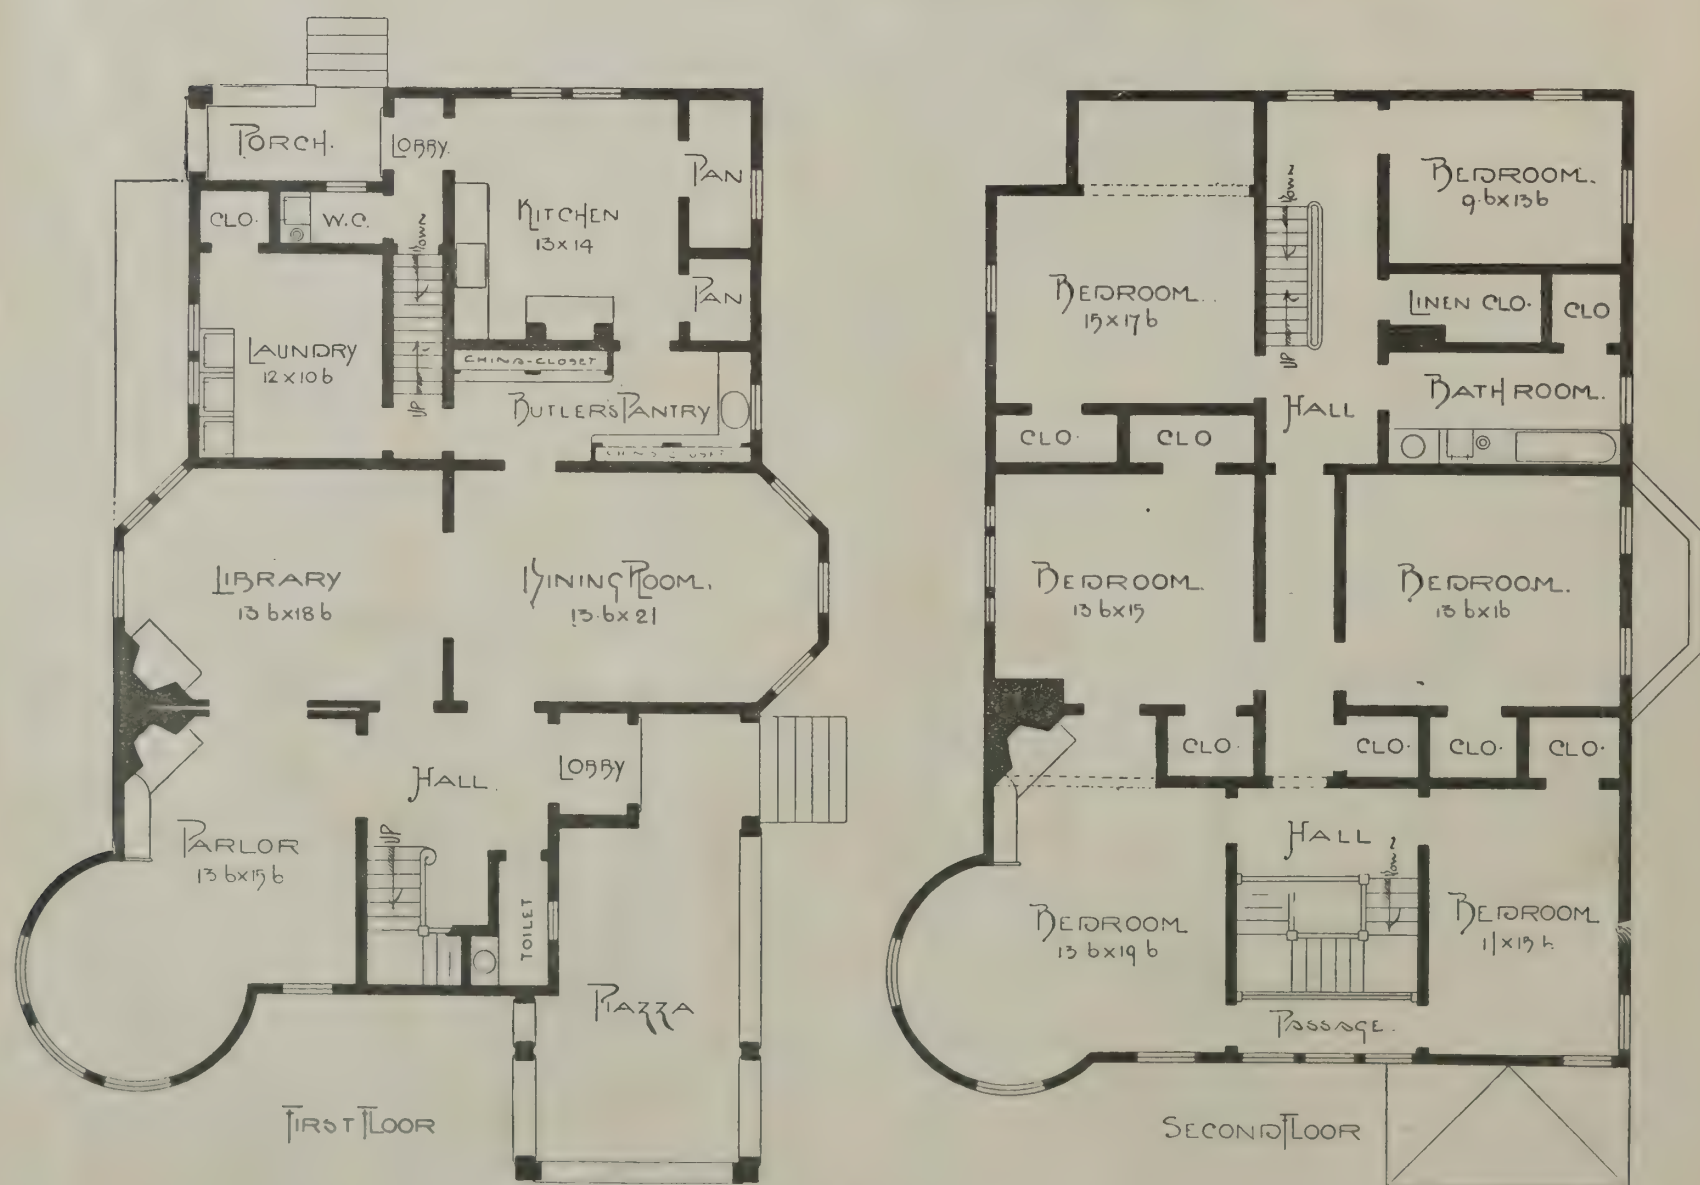 PORCH.
LOBBY.
CLO.
W.C.
DOWN
KITCHEN
13 x 14
PAN
PAN
LAUNDRY
12 x 10 6
UP
CHINA-CLOSET
BUTLER'S PANTRY
CHINA CLOSET
LIBRARY
13 6 x 18 6
DINING ROOM.
13.6 x 21
HALL.
LOBBY
PARLOR
13 6 x 15 6
UP
TOILET
PIAZZA
FIRST FLOOR
BEDROOM.
9.6 x 13 6
DOWN
BEDROOM.
15 x 17 6
LINEN CLO.
CLO
UP
HALL
BATH ROOM.
CLO.
CLO
BEDROOM.
13 6 x 15
BEDROOM.
13 6 x 16
CLO.
CLO.
CLO.
CLO.
HALL
DOWN
BEDROOM
13 6 x 19 6
BEDROOM
PASSAGE.
SECOND FLOOR